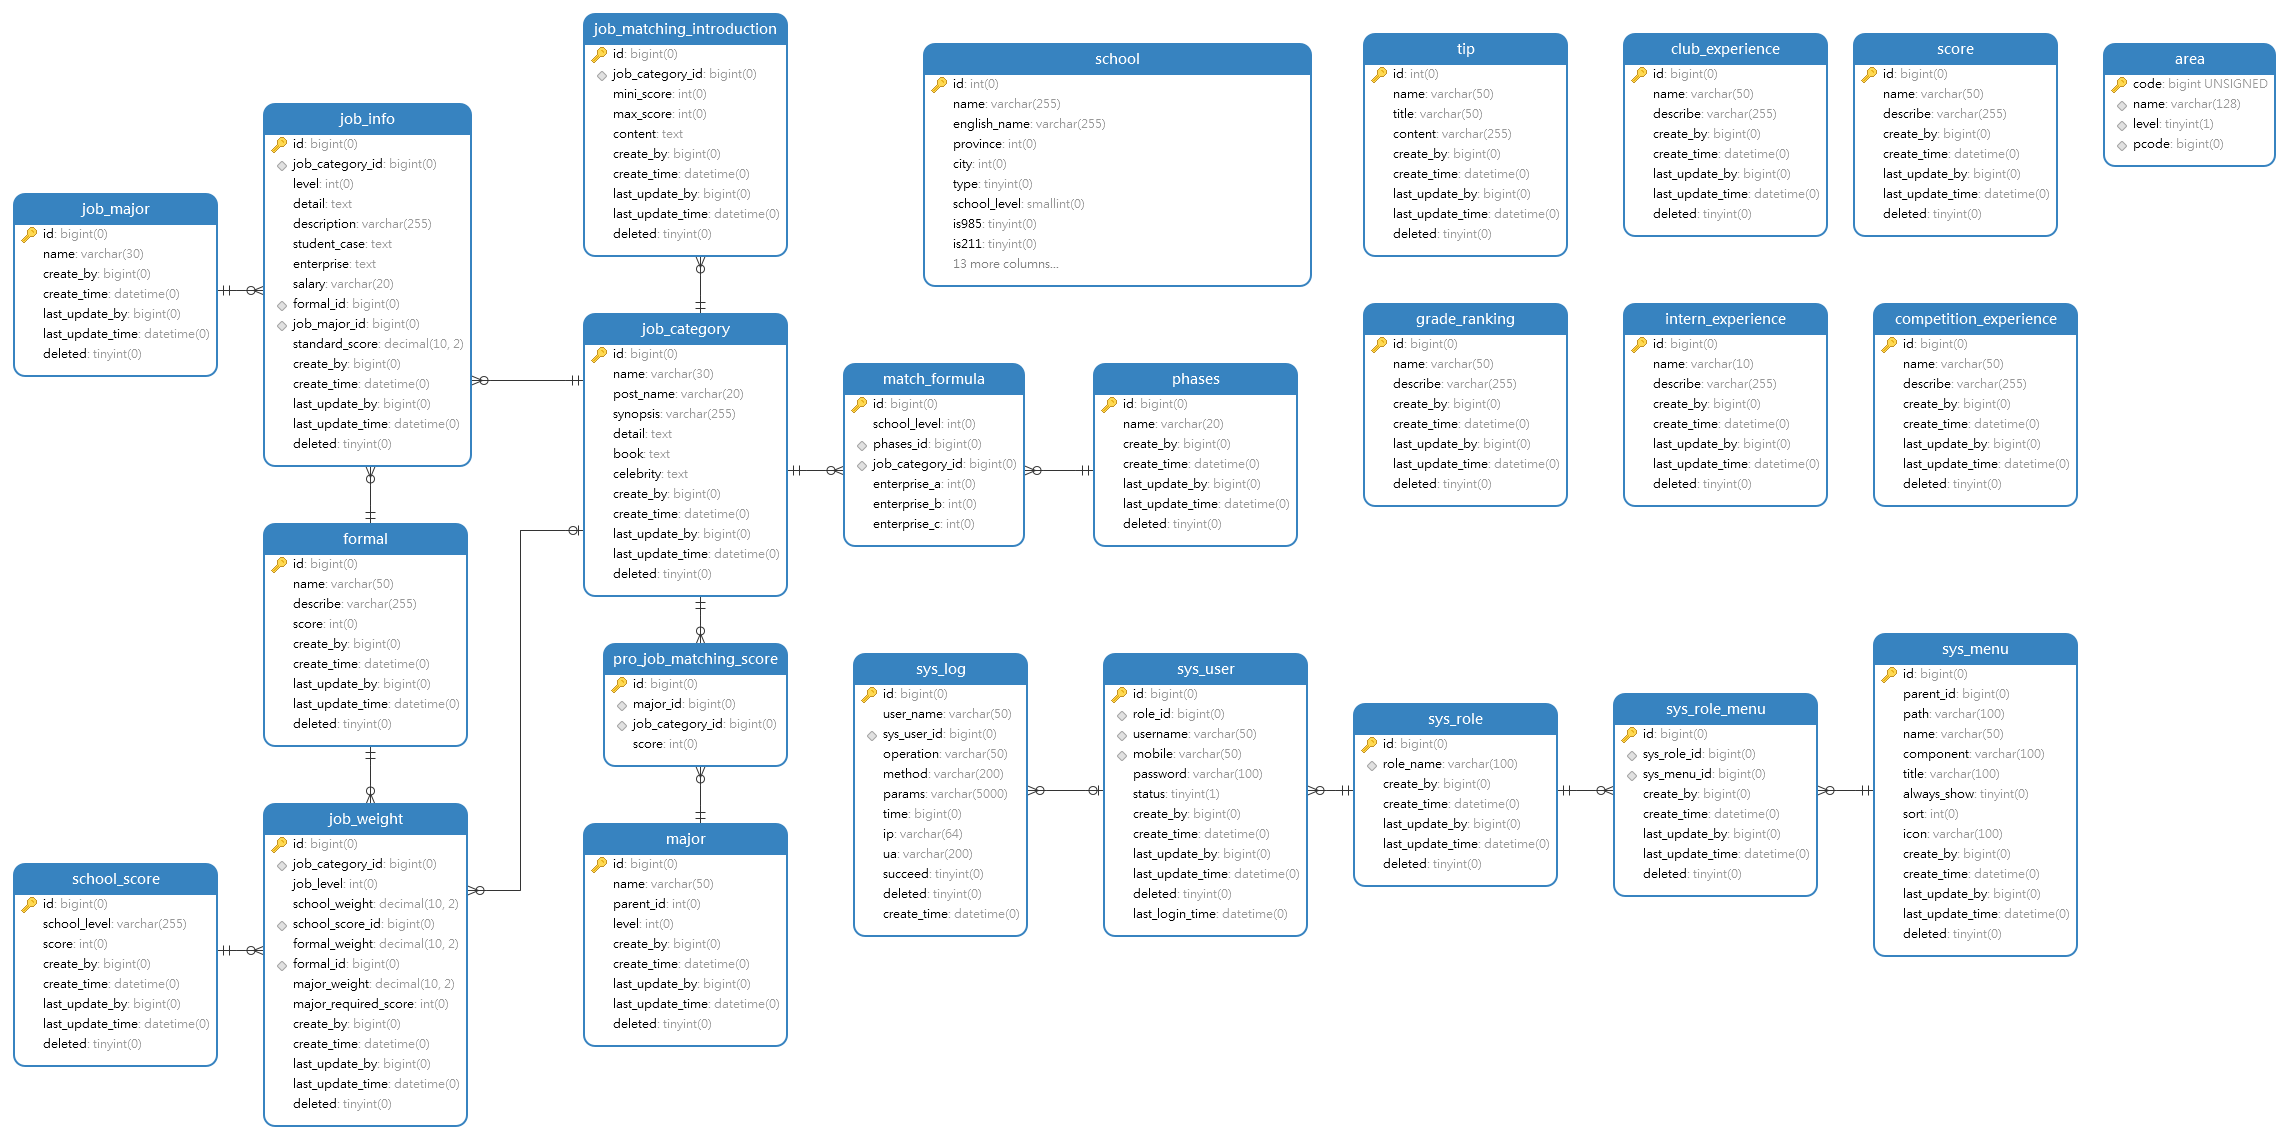 job_matching_introduction
id: bigint(0)
job_category_id: bigint(0)
mini_score: int(0)
max_score: int(0)
content: text
create_by: bigint(0)
create_time: datetime(0)
last_update_by: bigint(0)
last_update_time: datetime(0)
deleted: tinyint(0)
school
id: int(0)
name: varchar(255)
english_name: varchar(255)
province: int(0)
city: int(0)
type: tinyint(0)
school_level: smallint(0)
is985: tinyint(0)
is211: tinyint(0)
13 more columns...
tip
id: int(0)
name: varchar(50)
title: varchar(50)
content: varchar(255)
create_by: bigint(0)
create_time: datetime(0)
last_update_by: bigint(0)
last_update_time: datetime(0)
deleted: tinyint(0)
club_experience
id: bigint(0)
name: varchar(50)
describe: varchar(255)
create_by: bigint(0)
create_time: datetime(0)
last_update_by: bigint(0)
last_update_time: datetime(0)
deleted: tinyint(0)
score
id: bigint(0)
name: varchar(50)
describe: varchar(255)
create_by: bigint(0)
create_time: datetime(0)
last_update_by: bigint(0)
last_update_time: datetime(0)
deleted: tinyint(0)
area
code: bigint UNSIGNED
name: varchar(128)
level: tinyint(1)
pcode: bigint(0)
job_info
id: bigint(0)
job_category_id: bigint(0)
level: int(0)
detail: text
description: varchar(255)
student_case: text
enterprise: text
salary: varchar(20)
formal_id: bigint(0)
job_major_id: bigint(0)
standard_score: decimal(10, 2)
create_by: bigint(0)
create_time: datetime(0)
last_update_by: bigint(0)
last_update_time: datetime(0)
deleted: tinyint(0)
job_major
id: bigint(0)
name: varchar(30)
create_by: bigint(0)
create_time: datetime(0)
last_update_by: bigint(0)
last_update_time: datetime(0)
deleted: tinyint(0)
job_category
id: bigint(0)
name: varchar(30)
post_name: varchar(20)
synopsis: varchar(255)
detail: text
book: text
celebrity: text
create_by: bigint(0)
create_time: datetime(0)
last_update_by: bigint(0)
last_update_time: datetime(0)
deleted: tinyint(0)
match_formula
id: bigint(0)
school_level: int(0)
phases_id: bigint(0)
job_category_id: bigint(0)
enterprise_a: int(0)
enterprise_b: int(0)
enterprise_c: int(0)
phases
id: bigint(0)
name: varchar(20)
create_by: bigint(0)
create_time: datetime(0)
last_update_by: bigint(0)
last_update_time: datetime(0)
deleted: tinyint(0)
grade_ranking
id: bigint(0)
name: varchar(50)
describe: varchar(255)
create_by: bigint(0)
create_time: datetime(0)
last_update_by: bigint(0)
last_update_time: datetime(0)
deleted: tinyint(0)
intern_experience
id: bigint(0)
name: varchar(10)
describe: varchar(255)
create_by: bigint(0)
create_time: datetime(0)
last_update_by: bigint(0)
last_update_time: datetime(0)
deleted: tinyint(0)
competition_experience
id: bigint(0)
name: varchar(50)
describe: varchar(255)
create_by: bigint(0)
create_time: datetime(0)
last_update_by: bigint(0)
last_update_time: datetime(0)
deleted: tinyint(0)
formal
id: bigint(0)
name: varchar(50)
describe: varchar(255)
score: int(0)
create_by: bigint(0)
create_time: datetime(0)
last_update_by: bigint(0)
last_update_time: datetime(0)
deleted: tinyint(0)
pro_job_matching_score
id: bigint(0)
major_id: bigint(0)
job_category_id: bigint(0)
score: int(0)
sys_log
id: bigint(0)
user_name: varchar(50)
sys_user_id: bigint(0)
operation: varchar(50)
method: varchar(200)
params: varchar(5000)
time: bigint(0)
ip: varchar(64)
ua: varchar(200)
succeed: tinyint(0)
deleted: tinyint(0)
create_time: datetime(0)
sys_user
id: bigint(0)
role_id: bigint(0)
username: varchar(50)
mobile: varchar(50)
password: varchar(100)
status: tinyint(1)
create_by: bigint(0)
create_time: datetime(0)
last_update_by: bigint(0)
last_update_time: datetime(0)
deleted: tinyint(0)
last_login_time: datetime(0)
sys_role
id: bigint(0)
role_name: varchar(100)
create_by: bigint(0)
create_time: datetime(0)
last_update_by: bigint(0)
last_update_time: datetime(0)
deleted: tinyint(0)
sys_role_menu
id: bigint(0)
sys_role_id: bigint(0)
sys_menu_id: bigint(0)
create_by: bigint(0)
create_time: datetime(0)
last_update_by: bigint(0)
last_update_time: datetime(0)
deleted: tinyint(0)
sys_menu
id: bigint(0)
parent_id: bigint(0)
path: varchar(100)
name: varchar(50)
component: varchar(100)
title: varchar(100)
always_show: tinyint(0)
sort: int(0)
icon: varchar(100)
create_by: bigint(0)
create_time: datetime(0)
last_update_by: bigint(0)
last_update_time: datetime(0)
deleted: tinyint(0)
school_score
id: bigint(0)
school_level: varchar(255)
score: int(0)
create_by: bigint(0)
create_time: datetime(0)
last_update_by: bigint(0)
last_update_time: datetime(0)
deleted: tinyint(0)
job_weight
id: bigint(0)
job_category_id: bigint(0)
job_level: int(0)
school_weight: decimal(10, 2)
school_score_id: bigint(0)
formal_weight: decimal(10, 2)
formal_id: bigint(0)
major_weight: decimal(10, 2)
major_required_score: int(0)
create_by: bigint(0)
create_time: datetime(0)
last_update_by: bigint(0)
last_update_time: datetime(0)
deleted: tinyint(0)
major
id: bigint(0)
name: varchar(50)
parent_id: int(0)
level: int(0)
create_by: bigint(0)
create_time: datetime(0)
last_update_by: bigint(0)
last_update_time: datetime(0)
deleted: tinyint(0)